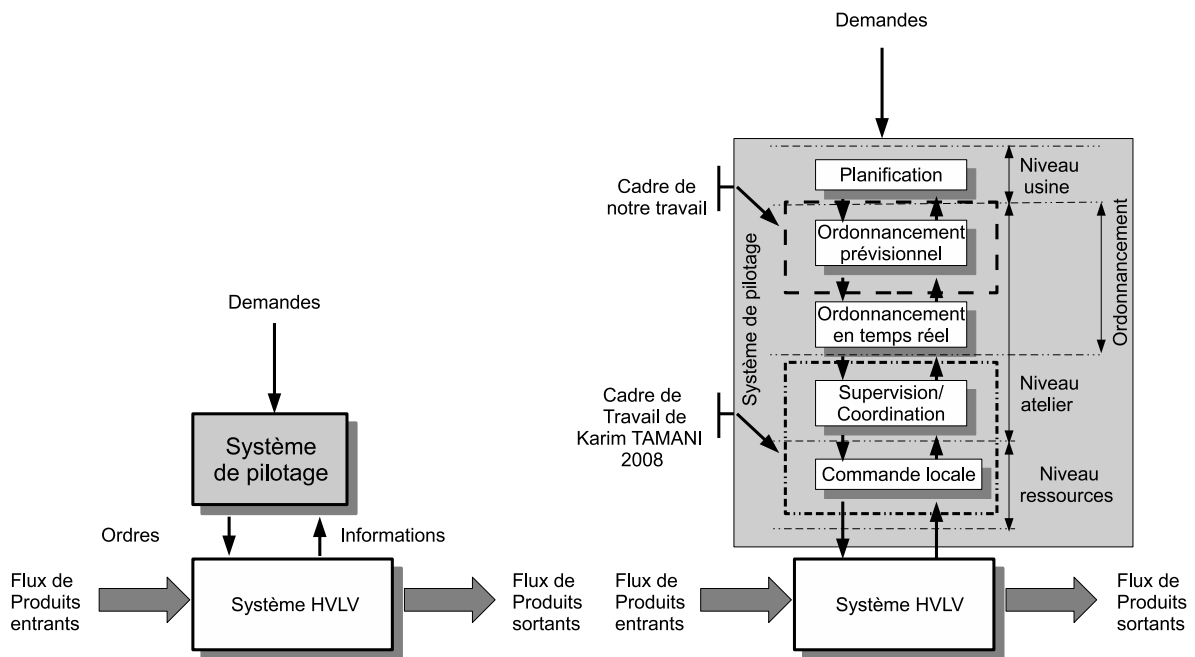 Demandes
Système
de pilotage
Ordres
Informations
Flux de
Produits
entrants
Système HVLV
Flux de
Produits
sortants
Demandes
Cadre de
notre travail
Système de pilotage
Planification
Niveau
usine
Ordonnancement
prévisionnel
Ordonnancement
Ordonnancement
en temps réel
Cadre de
Travail de
Karim TAMANI
2008
Supervision/
Coordination
Niveau
atelier
Commande locale
Niveau
ressources
Flux de
Produits
entrants
Système HVLV
Flux de
Produits
sortants